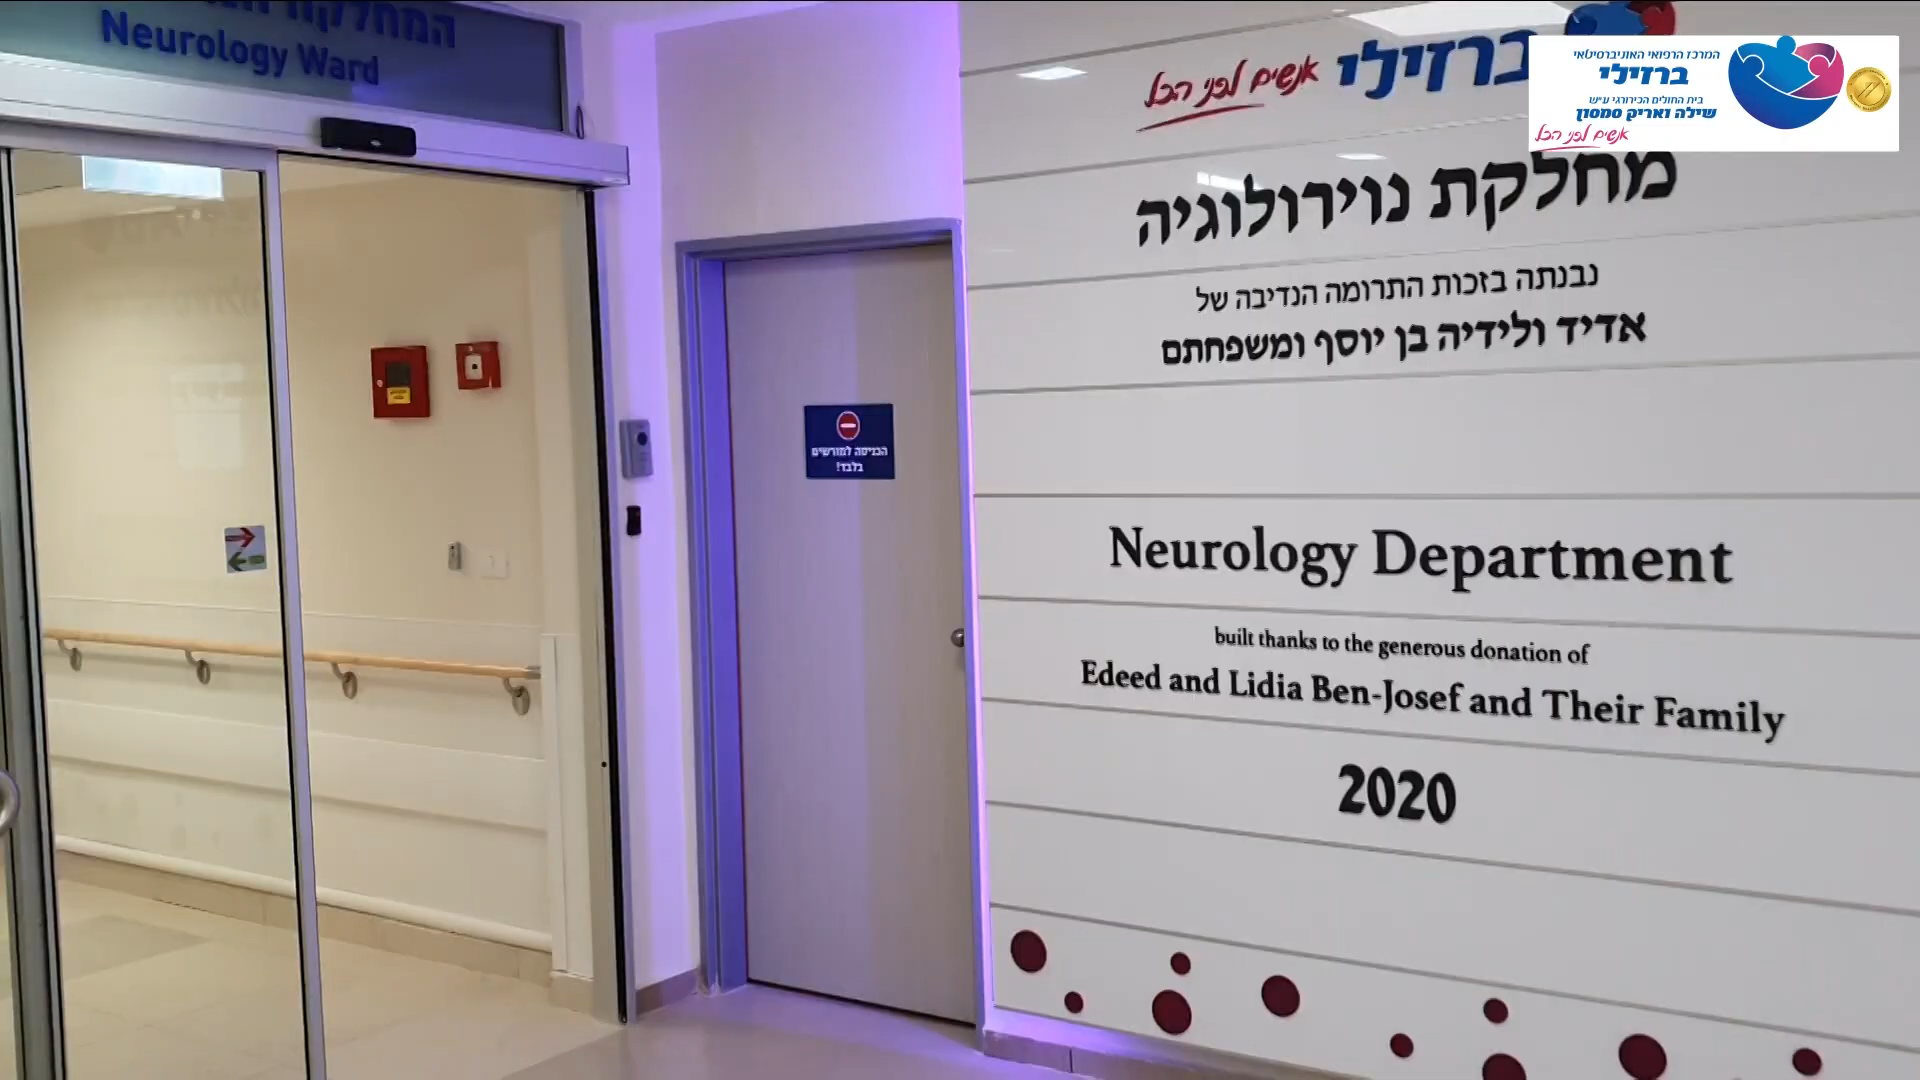 Neurology Ward
ברזילי אנשים לפני הכל
המרכז הרפואי האוניברסיטאי
ברזילי
בית החולים הכירורגי ע״ש
שילה ואריק סמסון
אנשים לפני הכל
מחלקת נוירולוגיה
נבנתה בזכות התרומה הנדיבה של
אדיד ולידיה בן יוסף ומשפחתם
הכניסה למורשים
בלבד!
Neurology Department
built thanks to the generous donation of
Edeed and Lidia Ben-Josef and Their Family
2020